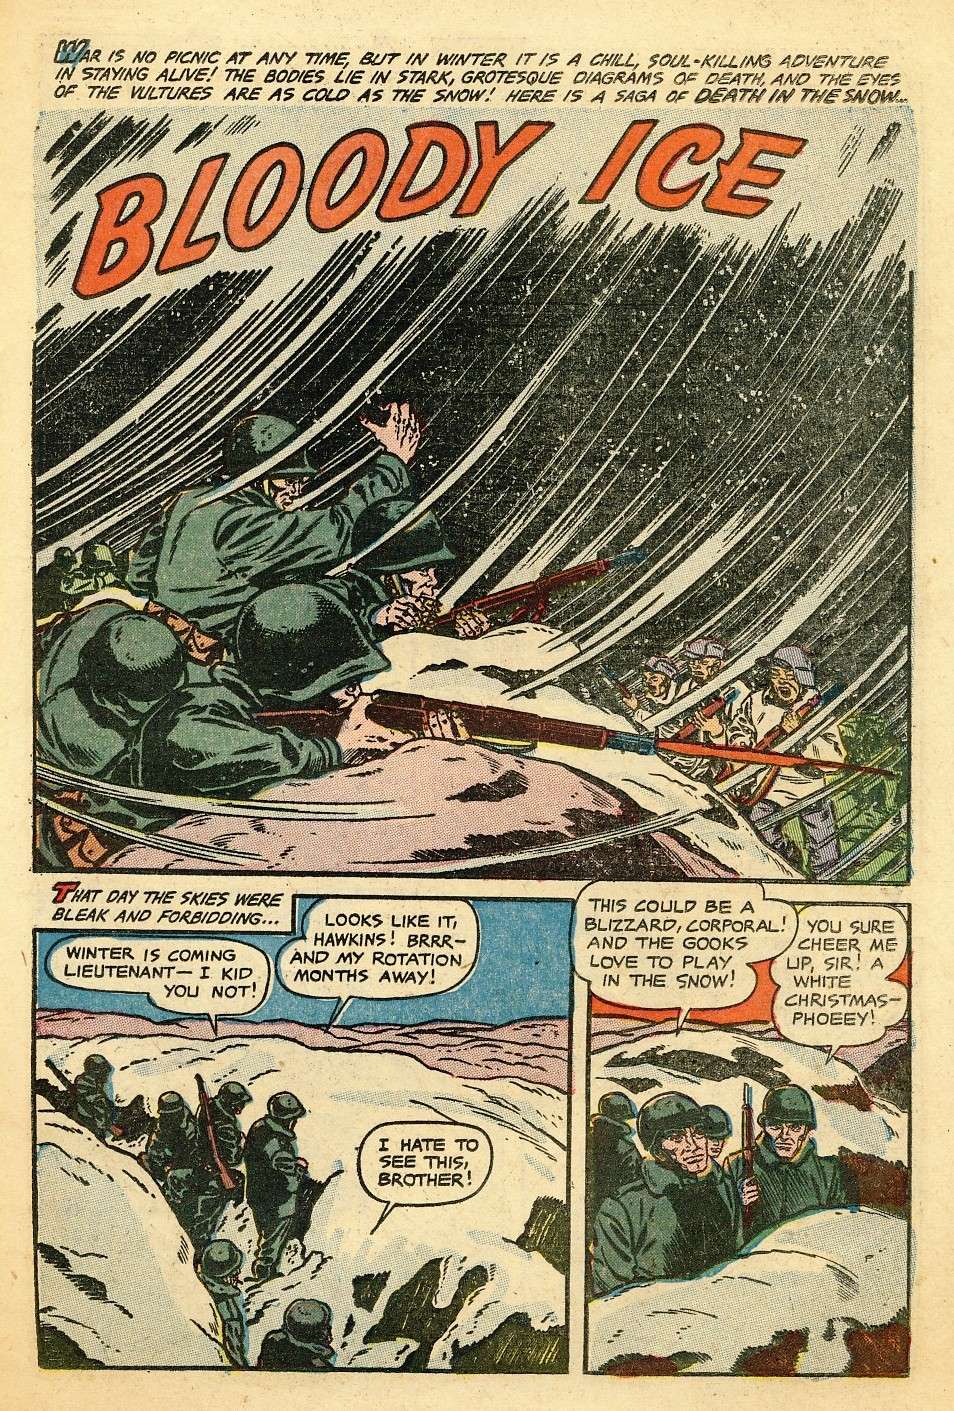 WAR IS NO PICNIC AT ANY TIME, BUT IN WINTER IT IS A CHILL, SOUL-KILLING ADVENTURE
IN STAYING ALIVE! THE BODIES LIE IN STARK, GROTESQUE DIAGRAMS OF DEATH, AND THE EYES
OF THE VULTURES ARE AS COLD AS THE SNOW! HERE IS A SAGA OF DEATH IN THE SNOW...
BLOODY ICE
THAT DAY THE SKIES WERE
BLEAK AND FORBIDDING...
WINTER IS COMING
LIEUTENANT- I KID
YOU NOT!
LOOKS LIKE IT,
HAWKINS! BRRR-
AND MY ROTATION
MONTHS AWAY!
I HATE TO
SEE THIS,
BROTHER!
THIS COULD BE A
BLIZZARD, CORPORAL!
AND THE GOOKS
LOVE TO PLAY
IN THE SNOW!
YOU SURE
CHEER ME
UP, SIR! A
WHITE
CHRISTMAS-
PHOEEY!